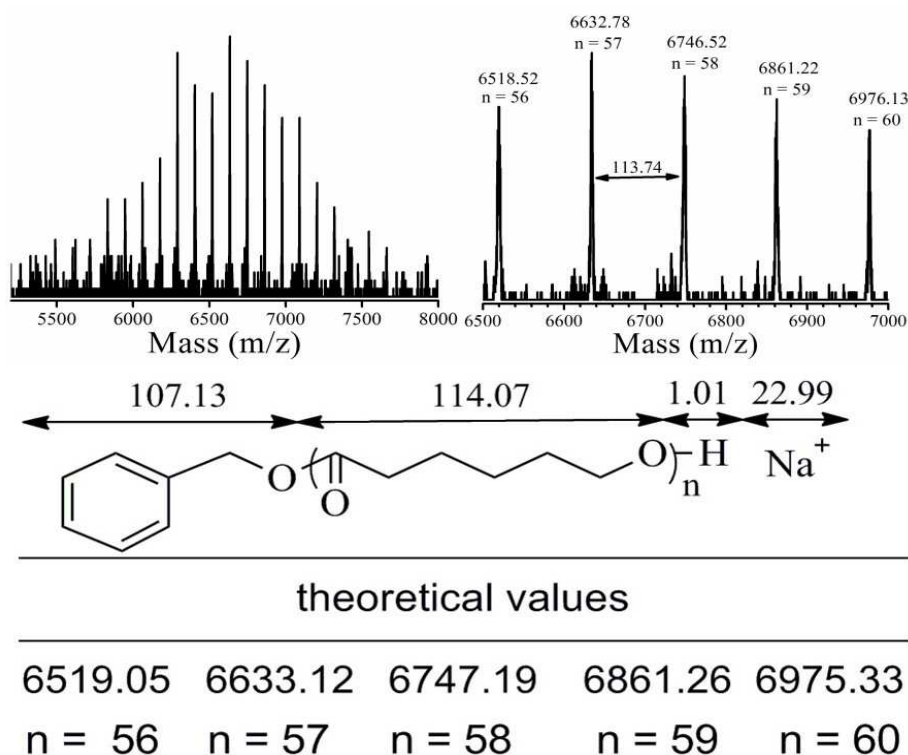 6518.52
n = 56
6632.78
n = 57
6746.52
n = 58
6861.22
n = 59
6976.13
n = 60
113.74
5500 6000 6500 7000 7500 8000
Mass (m/z)
6500 6600 6700 6800 6900 7000
Mass (m/z)
107.13 114.07 1.01 22.99
O ( O O ) n H Na+
theoretical values
6519.05 6633.12 6747.19 6861.26 6975.33
n = 56 n = 57 n = 58 n = 59 n = 60